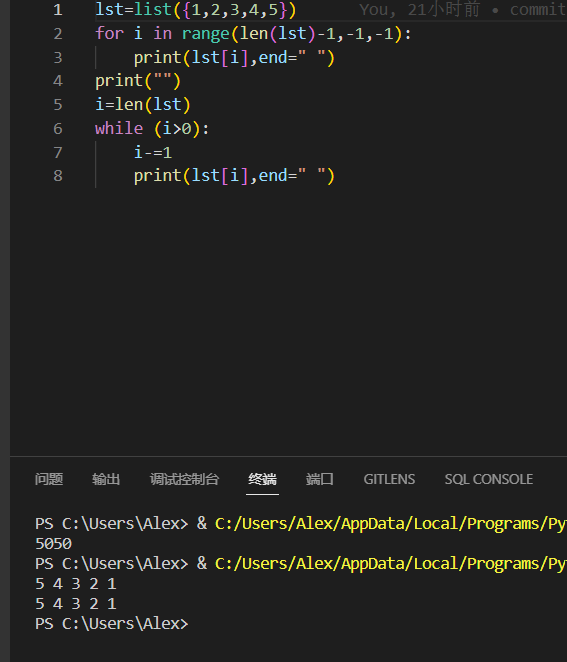 1 lst=list({1,2,3,4,5}) You, 21小时前 • commit
2 for i in range(len(lst)-1,-1,-1):
3     print(lst[i],end=" ")
4 print("")
5 i=len(lst)
6 while (i>0):
7     i-=1
8     print(lst[i],end=" ")
问题 输出 调试控制台 终端 端口 GITLENS SQL CONSOLE
PS C:\Users\Alex> & C:/Users/Alex/AppData/Local/Programs/Py
5050
PS C:\Users\Alex> & C:/Users/Alex/AppData/Local/Programs/Py
5 4 3 2 1
5 4 3 2 1
PS C:\Users\Alex>